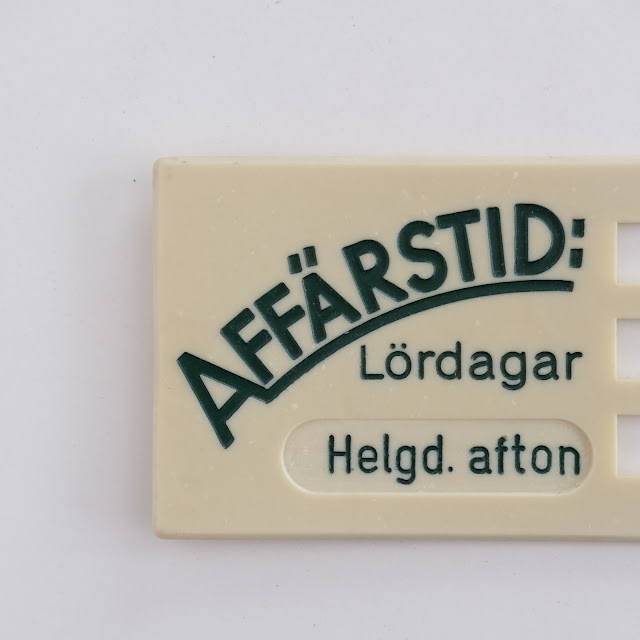 AFFÄRSTID:
Lördagar
Helgd. afton